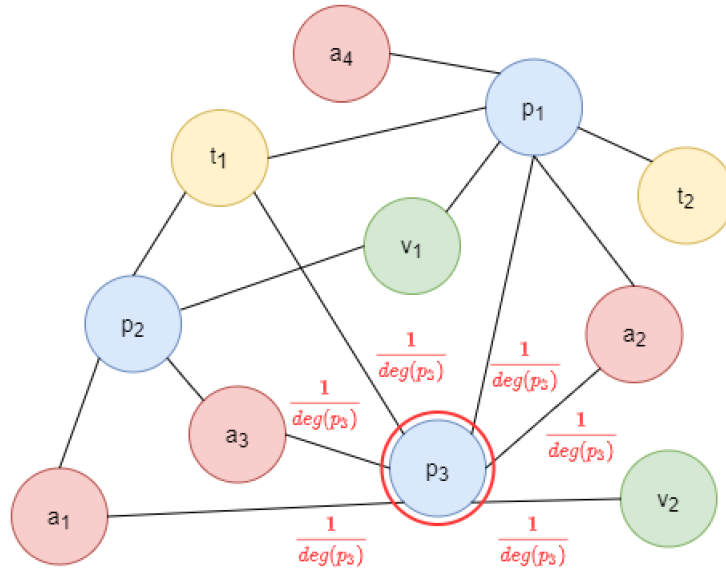 a4
p1
t1
t2
v1
p2
a2
1
deg(p3)
1
deg(p3)
1
deg(p3)
1
deg(p3)
a3
p3
a1
v2
1
deg(p3)
1
deg(p3)